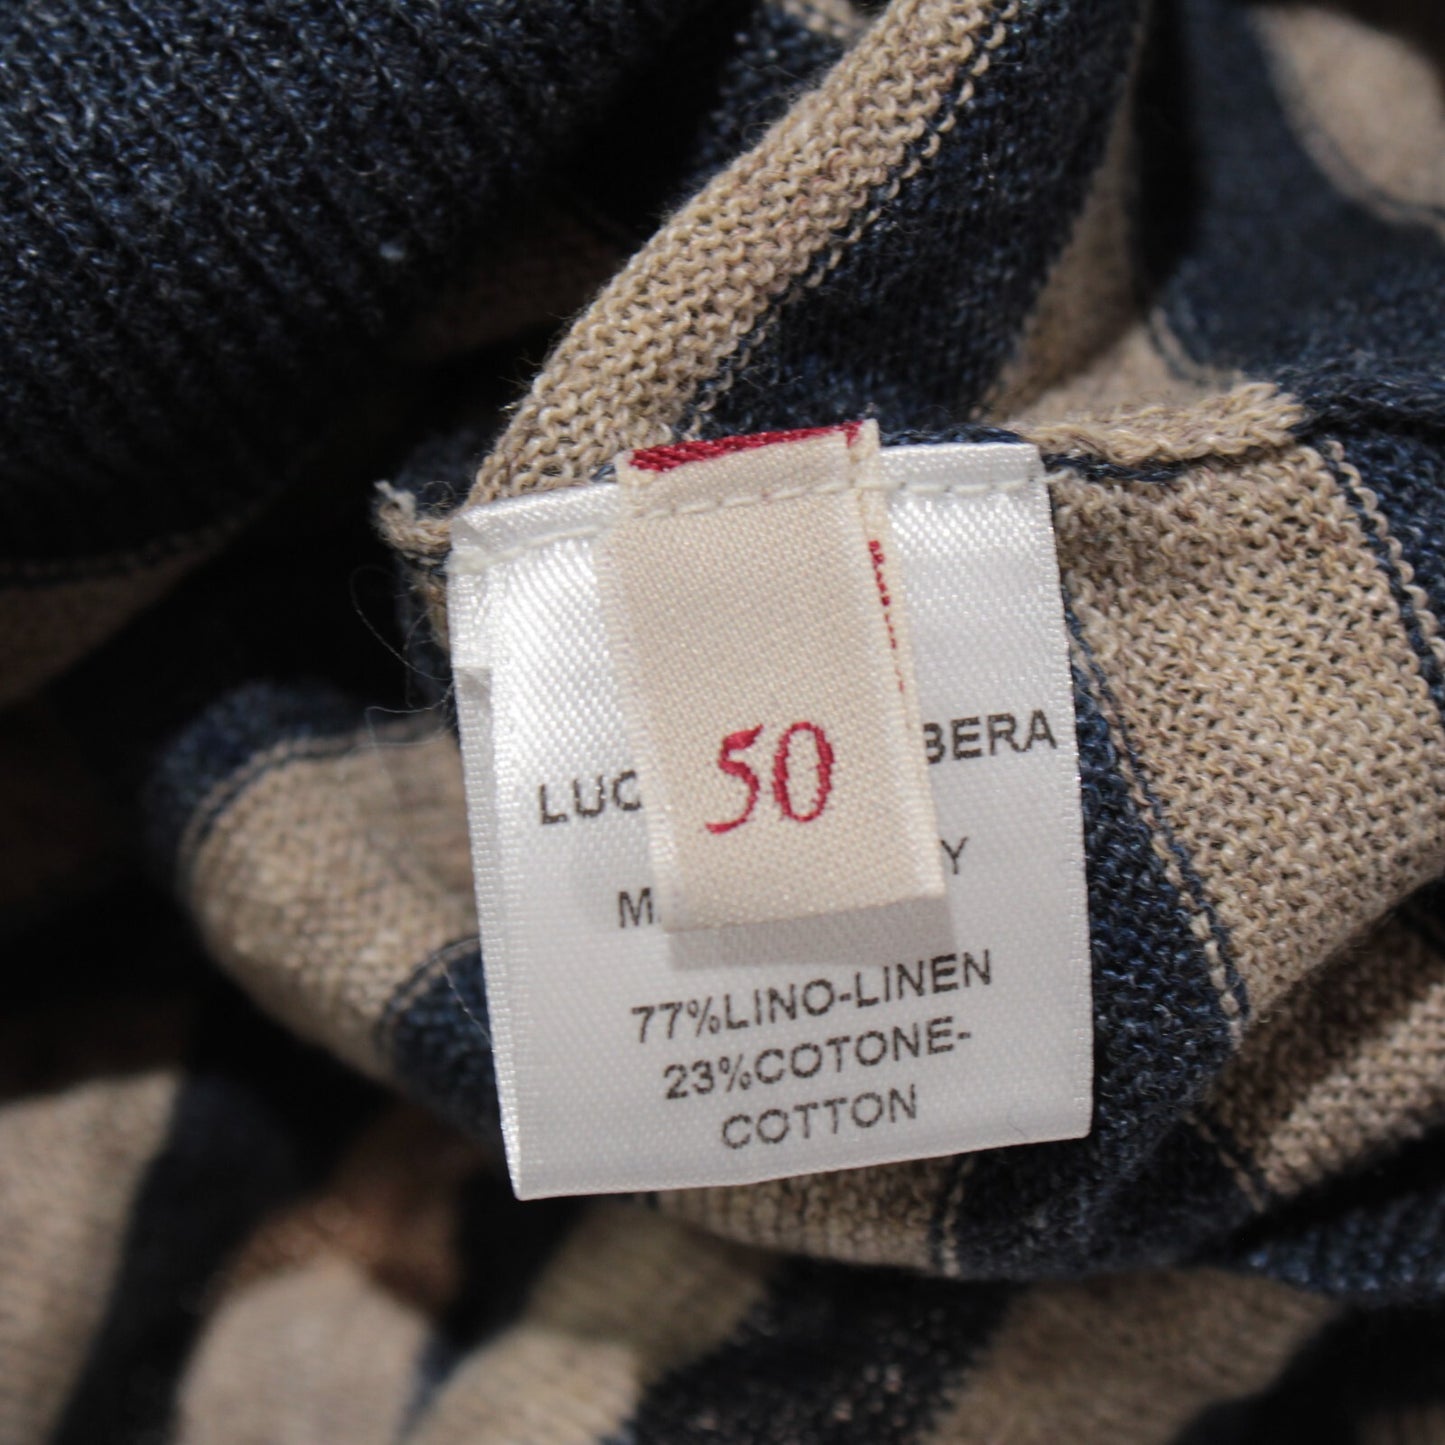 50
LUC BERA
M Y
77%LINO-LINEN
23%COTONE-
COTTON